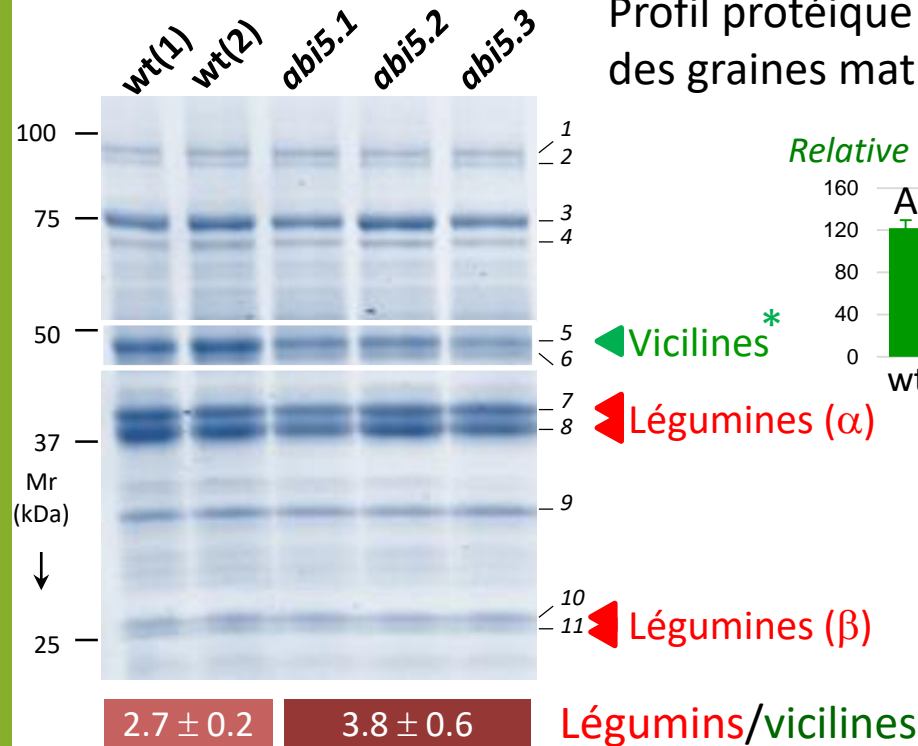 Profil protéique
des graines mat
wt(1) wt(2) abi5.1 abi5.2 abi5.3
100
75
50
37
Mr
(kDa)
25
1
2
3
4
5
6
7
8
9
10
11
Vicilines*
Légumines (α)
Légumines (β)
Relative
160
120
80
40
0
A
wt
2.7 ± 0.2 3.8 ± 0.6 Légumins/vicilines